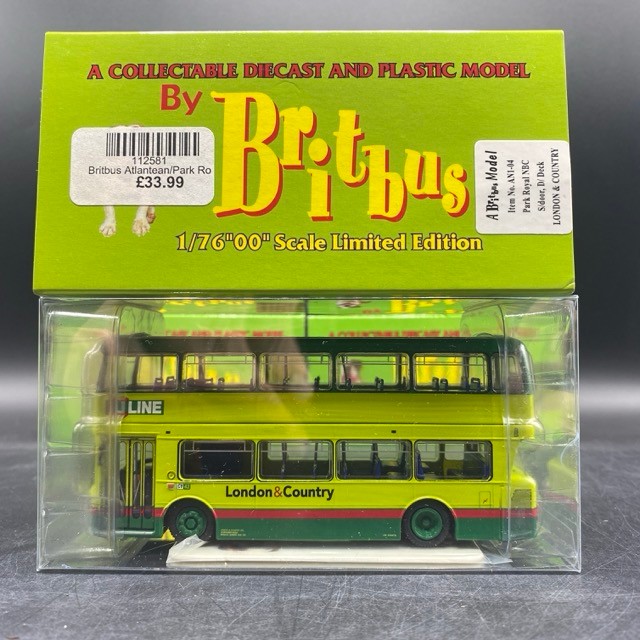 A COLLECTABLE DIECAST AND PLASTIC MODEL
By
Britbus
112581
Britbus Atlantean/Park Ro
£33.99
A Britbus Model
Item No. AN1-04
Park Royal NBC
S/door, D/ Deck
LONDON & COUNTRY
1/76"00" Scale Limited Edition
LINE
London&Country